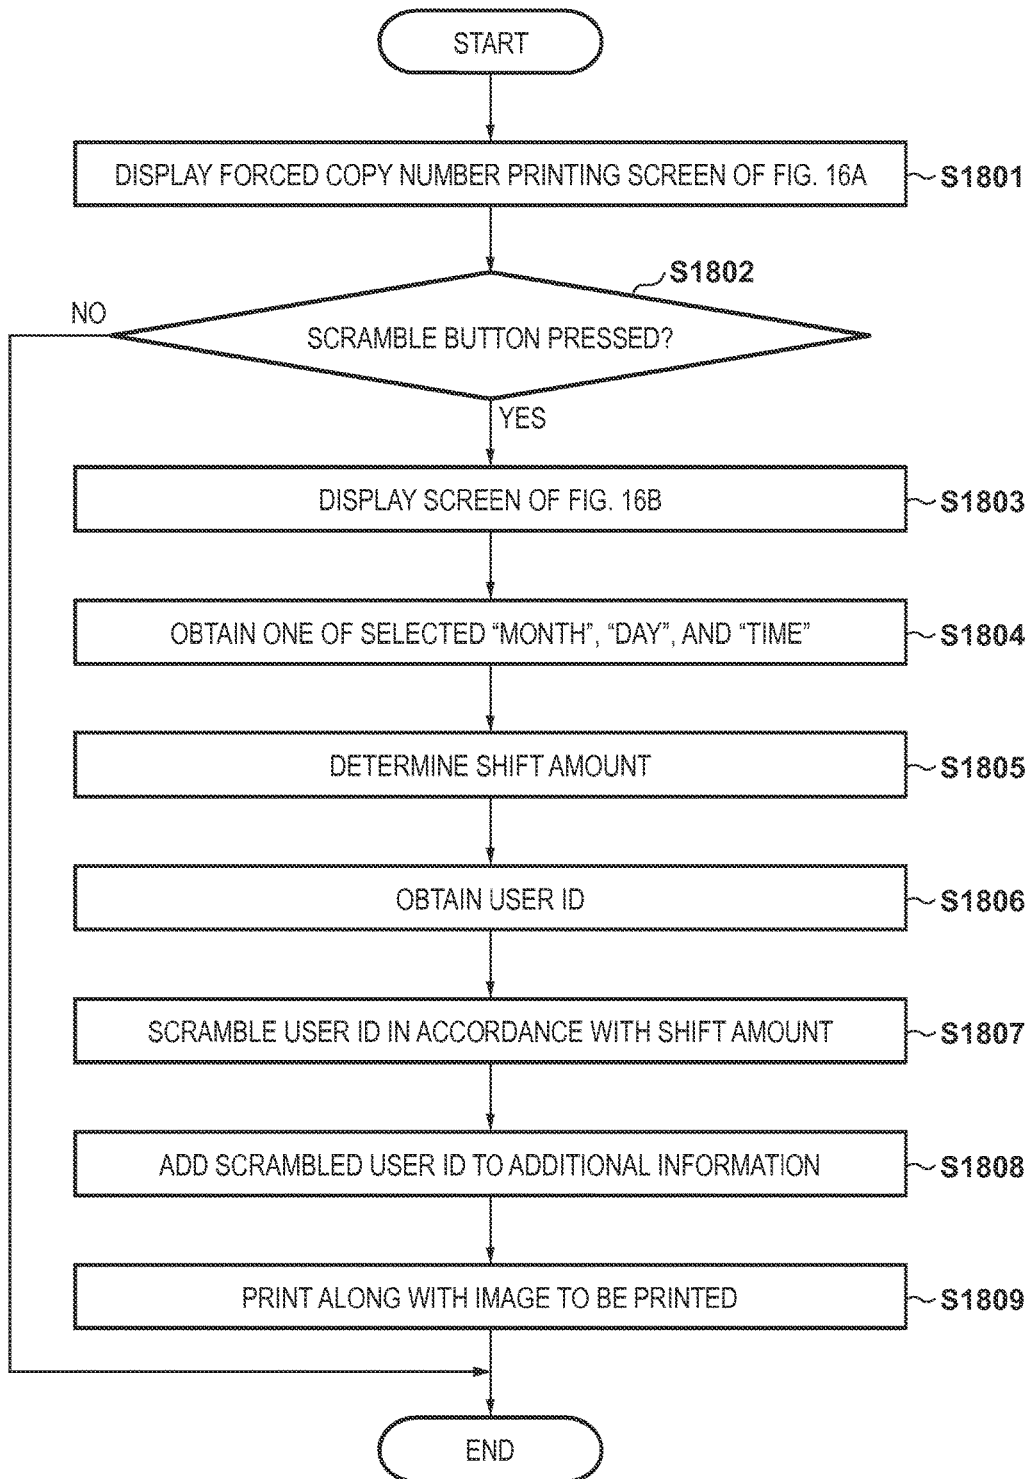 START
DISPLAY FORCED COPY NUMBER PRINTING SCREEN OF FIG. 16A
S1801
S1802
NO
SCRAMBLE BUTTON PRESSED?
YES
DISPLAY SCREEN OF FIG. 16B
S1803
OBTAIN ONE OF SELECTED “MONTH”, “DAY”, AND “TIME”
S1804
DETERMINE SHIFT AMOUNT
S1805
OBTAIN USER ID
S1806
SCRAMBLE USER ID IN ACCORDANCE WITH SHIFT AMOUNT
S1807
ADD SCRAMBLED USER ID TO ADDITIONAL INFORMATION
S1808
PRINT ALONG WITH IMAGE TO BE PRINTED
S1809
END